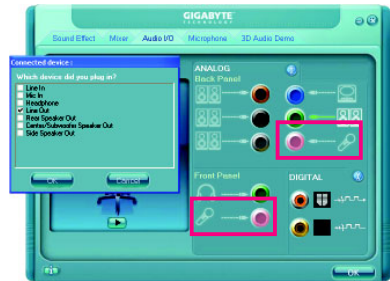 GIGABYTE
TECHNOLOGY
Sound Effect Mixer Audio I/O Microphone 3D Audio Demo
Connected device :
Which device did you plug in?
Line In
Mic In
Headphone
Line Out
Rear Speaker Out
Center/Subwoofer Speaker Out
Side Speaker Out
OK Cancel
ANALOG
Back Panel
Front Panel
DIGITAL
OK